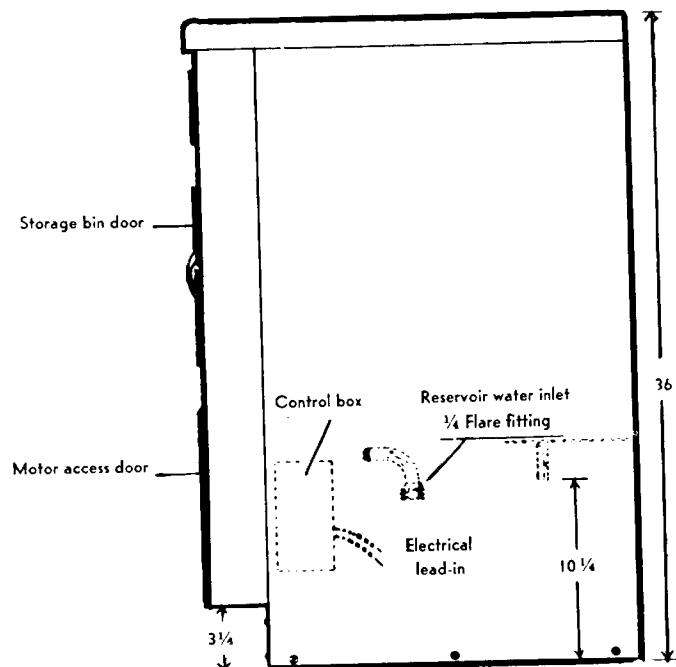 Storage bin door
Control box
Reservoir water inlet
¼ Flare fitting
36
Motor access door
Electrical
lead-in
10 ¼
3¼